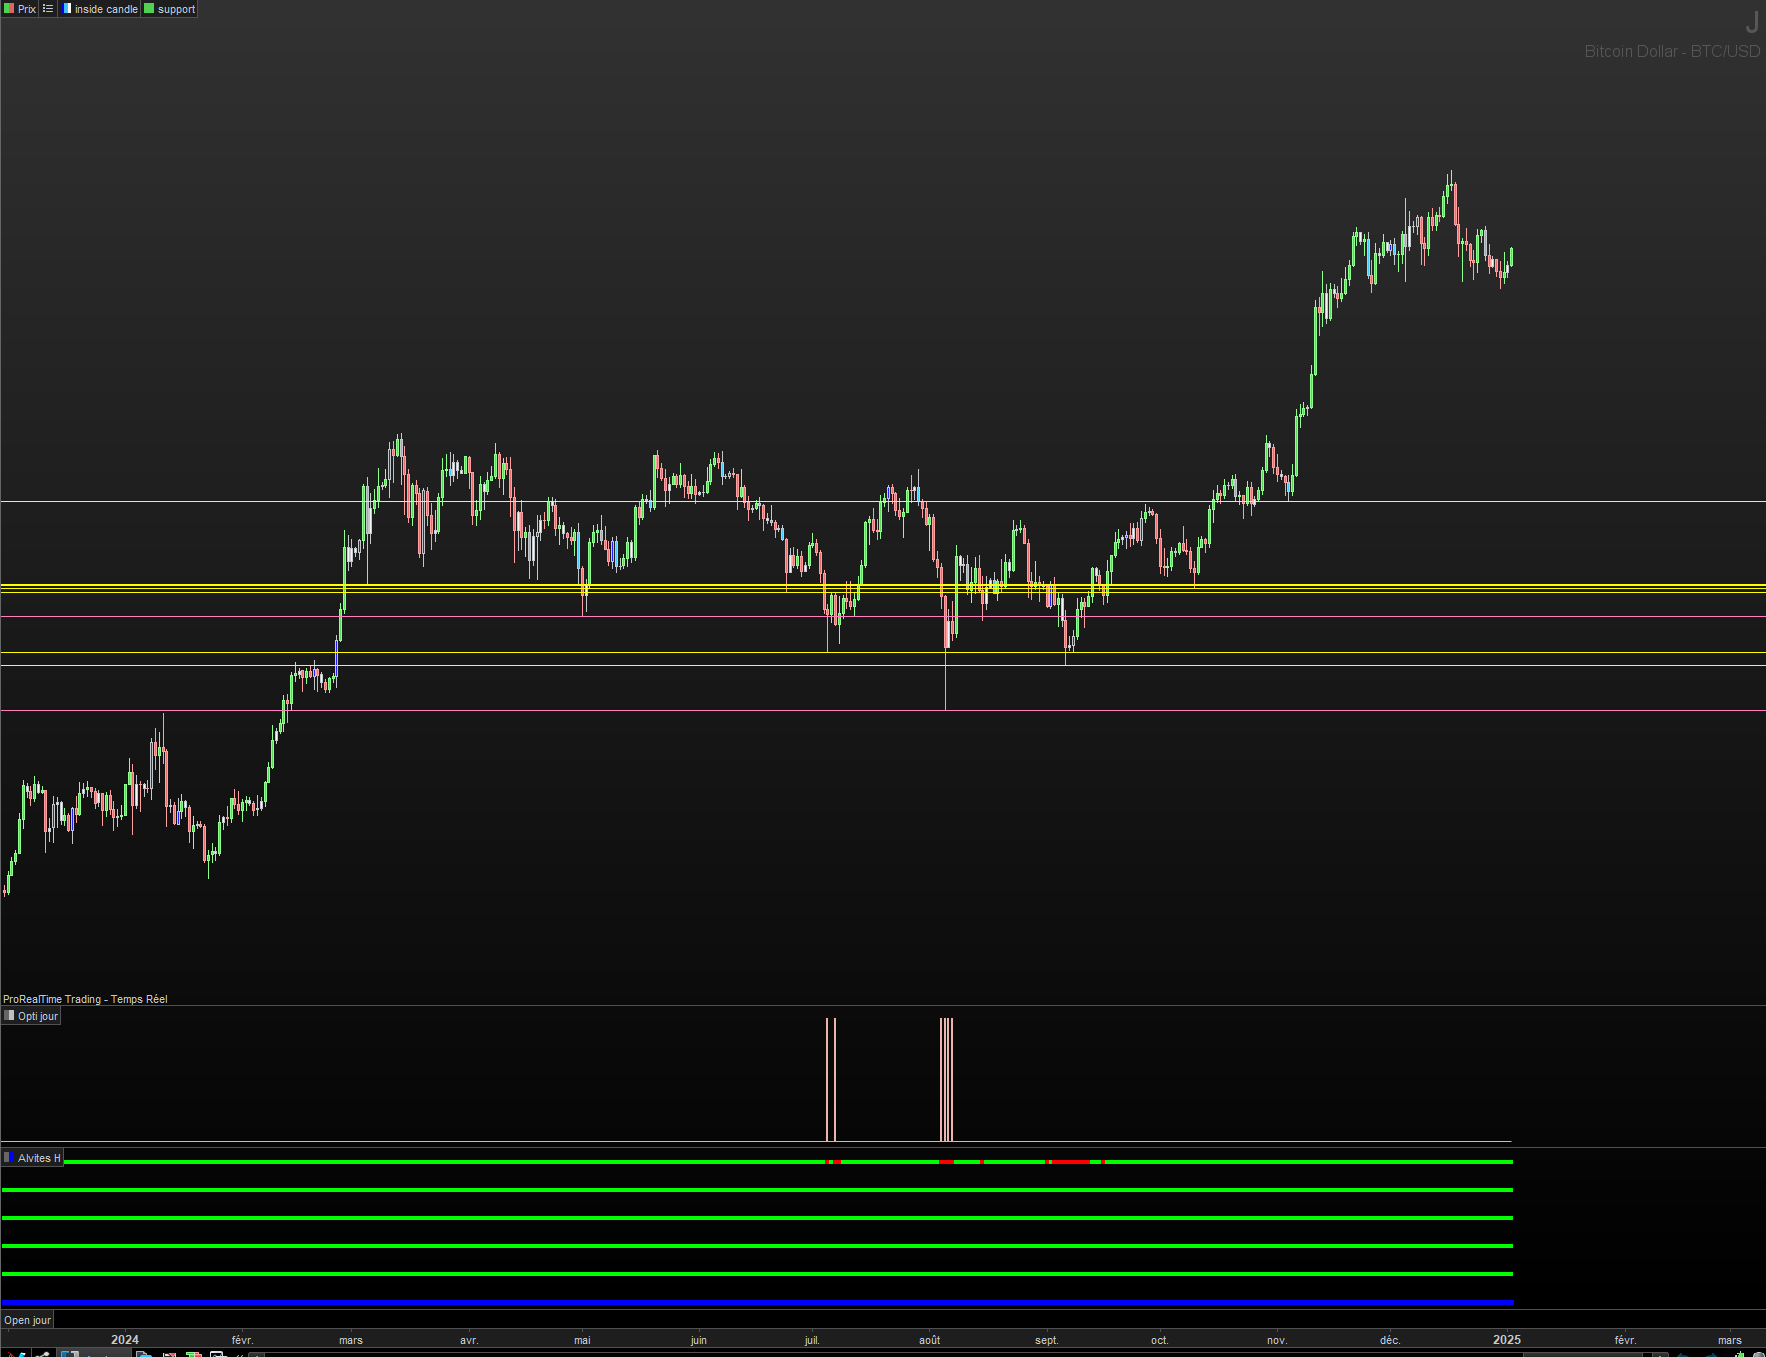 Prix inside candle support
J
Bitcoin Dollar - BTC/USD
ProRealTime Trading - Temps Réel
Opti jour
Alvites H
Open jour
2024 févr. mars avr. mai juin juil. août sept. oct. nov. déc. 2025 févr. mars